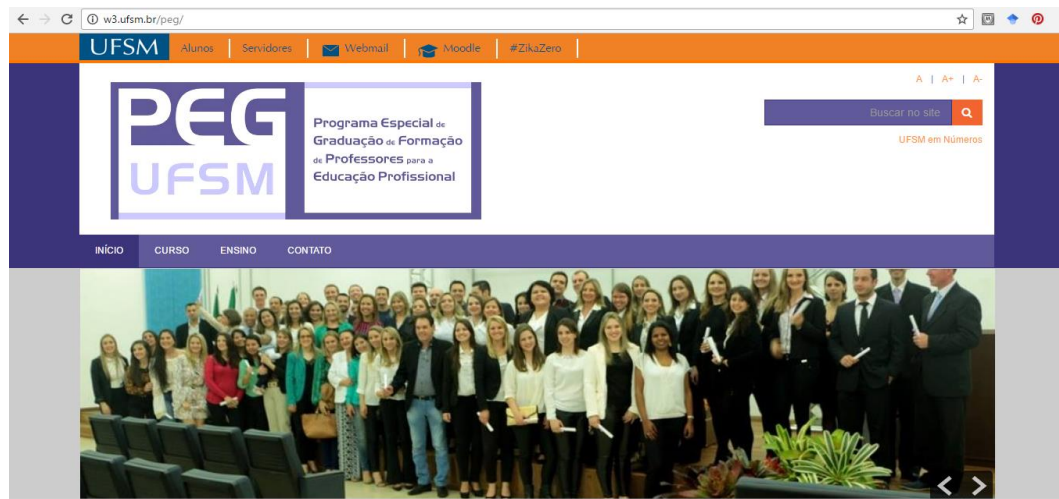 w3.ufsm.br/peg/
UFSM Alunos Servidores Webmail Moodle #ZikaZero
A | A+ | A-
PEG
UFSM
Programa Especial de
Graduação de Formação
de Professores para a
Educação Profissional
Buscar no site
UFSM em Números
INÍCIO CURSO ENSINO CONTATO